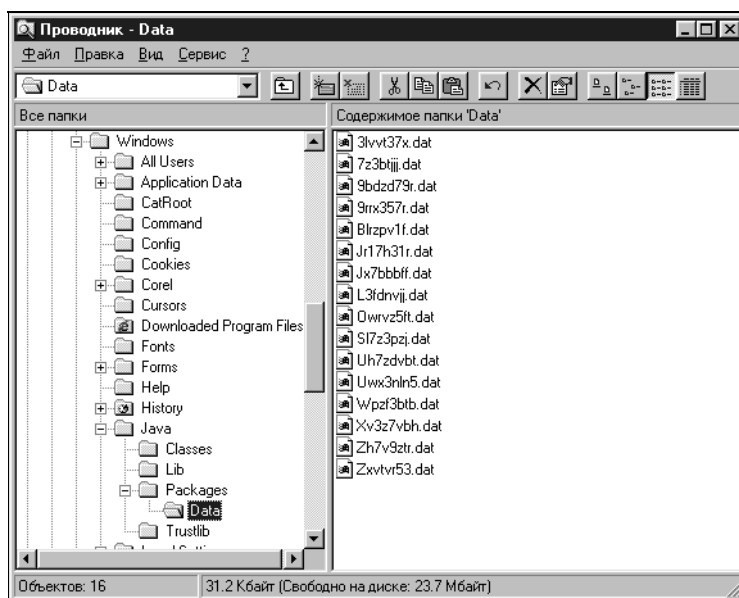 Проводник - Data
Файл Правка Вид Сервис ?
Data
Все папки
Содержимое папки 'Data'
Windows
All Users
Application Data
CatRoot
Command
Config
Cookies
Corel
Cursors
Downloaded Program Files
Fonts
Forms
Help
History
Java
Classes
Lib
Packages
Data
Trustlib
3lvvt37x.dat
7z3btjjj.dat
9bdzd79r.dat
9rrx357r.dat
Blrzpv1f.dat
Jr17h31r.dat
Jx7bbbff.dat
L3fdnvjj.dat
Owrvz5ft.dat
Sl7z3pzj.dat
Uh7zdvbt.dat
Uwx3nln5.dat
Wpzf3btb.dat
Xv3z7vbh.dat
Zh7v9ztr.dat
Zxvtvr53.dat
Объектов: 16
31.2 Кбайт (Свободно на диске: 23.7 Мбайт)